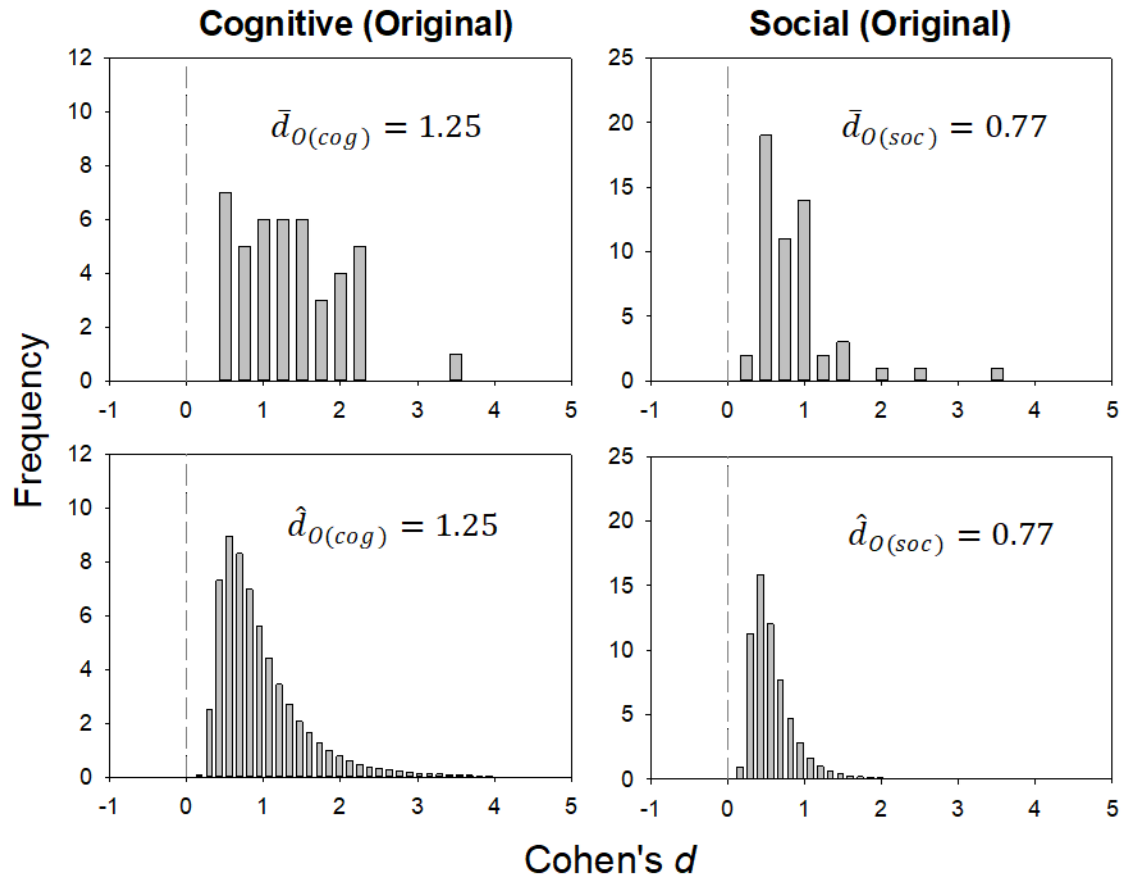 Cognitive (Original)
Social (Original)
12
10
8
6
4
2
0
-1 0 1 2 3 4 5
d̄O(cog) = 1.25
25
20
15
10
5
0
-1 0 1 2 3 4 5
d̄O(soc) = 0.77
Frequency
12
10
8
6
4
2
0
-1 0 1 2 3 4 5
d̂O(cog) = 1.25
25
20
15
10
5
0
-1 0 1 2 3 4 5
d̂O(soc) = 0.77
Cohen's d